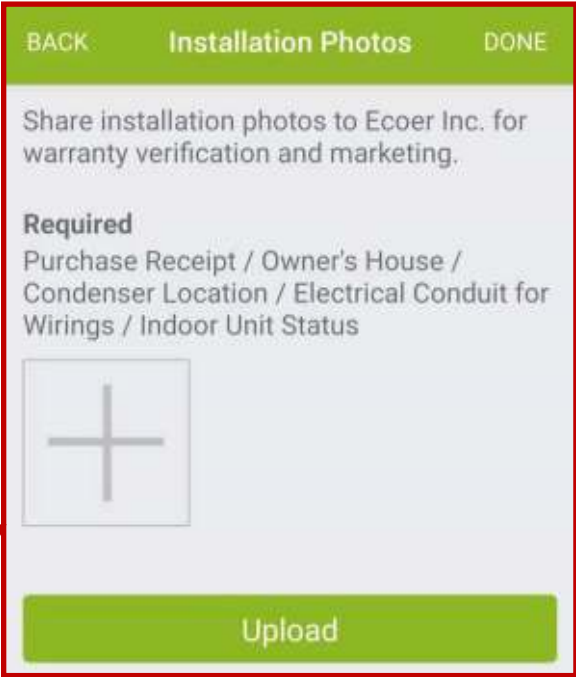 BACK Installation Photos DONE
Share installation photos to Ecoer Inc. for
warranty verification and marketing.
Required
Purchase Receipt / Owner's House /
Condenser Location / Electrical Conduit for
Wirings / Indoor Unit Status
Upload